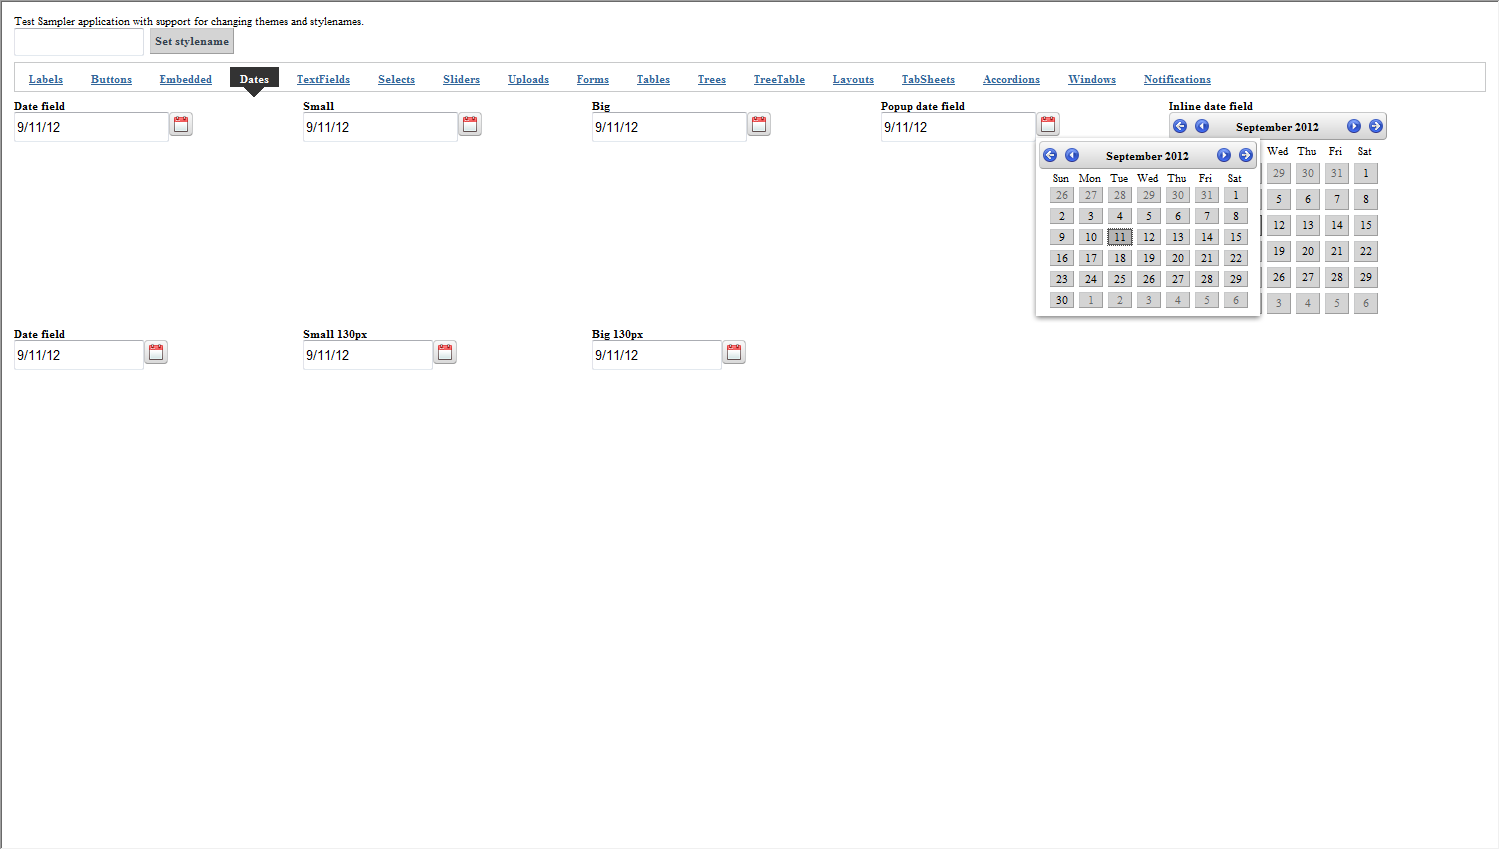 Test Sampler application with support for changing themes and stylenames.
Set stylename
Labels Buttons Embedded Dates TextFields Selects Sliders Uploads Forms Tables Trees TreeTable Layouts TabSheets Accordions Windows Notifications
Date field Small Big Popup date field Inline date field
9/11/12 9/11/12 9/11/12 9/11/12 September 2012
September 2012
Sun Mon Tue Wed Thu Fri Sat
26 27 28 29 30 31 1
2 3 4 5 6 7 8
9 10 11 12 13 14 15
16 17 18 19 20 21 22
23 24 25 26 27 28 29
30 1 2 3 4 5 6
Wed Thu Fri Sat
29 30 31 1
5 6 7 8
12 13 14 15
19 20 21 22
26 27 28 29
3 4 5 6
Date field Small 130px Big 130px
9/11/12 9/11/12 9/11/12